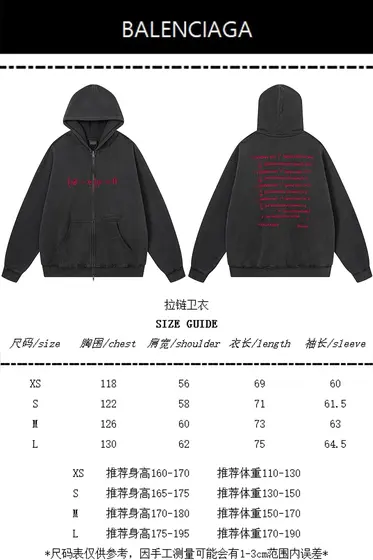 BALENCIAGA
拉链卫衣
SIZE GUIDE
尺码/size 胸围/chest 肩宽/shoulder 衣长/length 袖长/sleeve
XS 118 56 69 60
S 122 58 71 61.5
M 126 60 73 63
L 130 62 75 64.5
XS 推荐身高160-170 推荐体重110-130
S 推荐身高165-175 推荐体重130-150
M 推荐身高170-180 推荐体重150-170
L 推荐身高175-195 推荐体重170-190
*尺码表仅供参考，因手工测量可能会有1-3cm范围内误差*